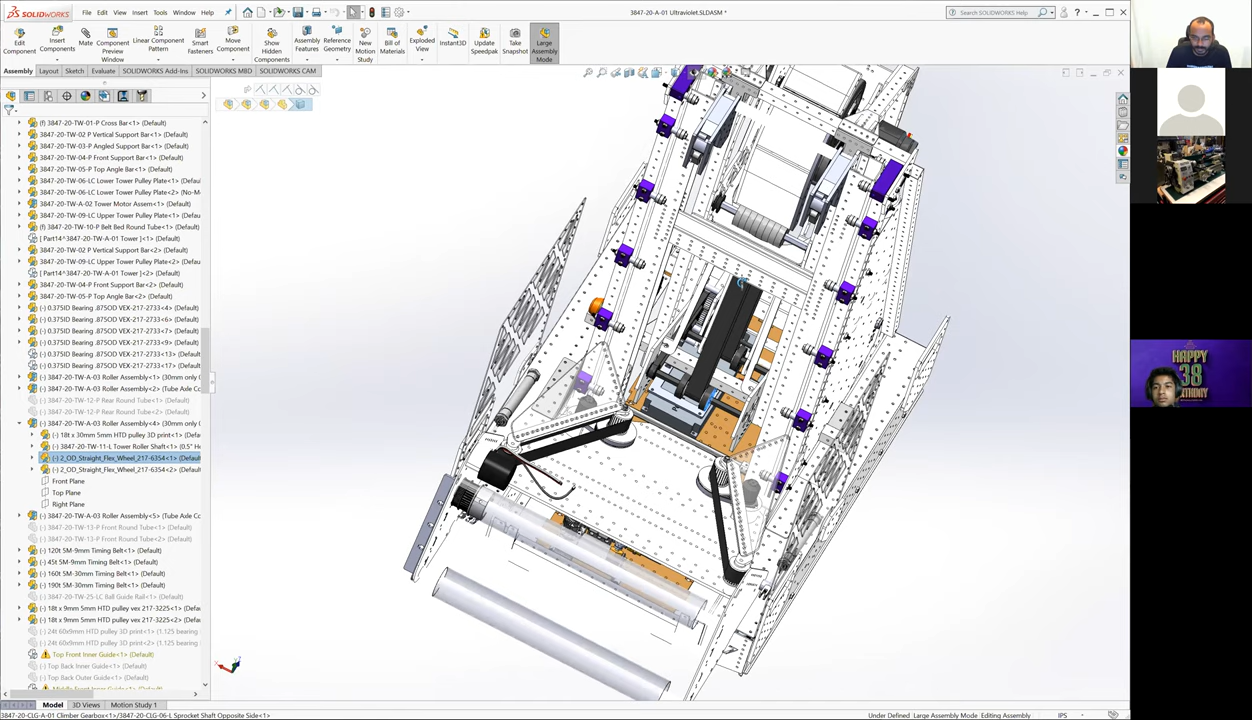 SOLIDWORKS File Edit View Insert Tools Window Help
3847-20-A-01 Ultraviolet.SLDASM *
Search SOLIDWORKS Help
Edit Component
Insert Components
Mate
Component Preview Window
Linear Component Pattern
Smart Fasteners
Move Component
Show Hidden Components
Assembly Features
Reference Geometry
New Motion Study
Bill of Materials
Exploded View
Instant3D
Update Speedpak
Take Snapshot
Large Assembly Mode
Assembly Layout Sketch Evaluate SOLIDWORKS Add-Ins SOLIDWORKS MBD SOLIDWORKS CAM
(f) 3847-20-TW-01-P Cross Bar<1> (Default)
3847-20-TW-02 P Vertical Support Bar<1> (Default)
3847-20-TW-03-P Angled Support<1> (Default)
3847-20-TW-04-P Front Support Bar<1> (Default)
3847-20-TW-05-P Top Angle Bar<1> (Default)
3847-20-TW-06-LC Lower Tower Pulley Plate<1> (Default)
3847-20-TW-06-LC Lower Tower Pulley Plate<2> (No-M
3847-20-TW-A-02 Tower Motor Assem<1> (Default)
3847-20-TW-09-LC Upper Tower Pulley Plate<1> (Defau
(f) 3847-20-TW-10-P Belt Bed Round Tube<1> (Default)
[ Part14^3847-20-TW-A-01 Tower ]<1> (Default)
3847-20-TW-02 P Vertical Support Bar<2> (Default)
3847-20-TW-09-LC Upper Tower Pulley Plate<2> (Defau
[ Part14^3847-20-TW-A-01 Tower ]<2> (Default)
3847-20-TW-05-P Top Angle Bar<2> (Default)
(-) 0.375ID Bearing .875OD VEX-217-2733<4> (Default)
(-) 0.375ID Bearing .875OD VEX-217-2733<6> (Default)
(-) 0.375ID Bearing .875OD VEX-217-2733<7> (Default)
(-) 0.375ID Bearing .875OD VEX-217-2733<9> (Default)
(-) 0.375ID Bearing .875OD VEX-217-2733<13> (Default)
(-) 0.375ID Bearing .875OD VEX-217-2733<17> (Default)
(-) 3847-20-TW-A-03 Roller Assembly<1> (30mm only C
(-) 3847-20-TW-A-03 Roller Assembly<2> (Tube Axle Co
(-) 3847-20-TW-12-P Rear Round Tube<1> (Default)
(-) 3847-20-TW-12-P Rear Round Tube<2> (Default)
(-) 3847-20-TW-A-03 Roller Assembly<4> (30mm only C
(-) 18t x 30mm 5mm HTD pulley 3D print<1> (Defau
(-) 3847-20-TW-11-L Tower Roller Shaft<1> (0.5" He
(-) 2_OD_Straight_Flex_Wheel_217-6354<1> (Defaul
(-) 2_OD_Straight_Flex_Wheel_217-6354<2> (Defaul
Front Plane
Top Plane
Right Plane
(-) 3847-20-TW-A-03 Roller Assembly<5> (Tube Axle Co
(-) 3847-20-TW-13-P Front Round Tube<1> (Default)
(-) 3847-20-TW-13-P Front Round Tube<2> (Default)
(-) 120t 5M-9mm Timing Belt<1> (Default)
(-) 45t 5M-9mm Timing Belt<1> (Default)
(-) 160t 5M-30mm Timing Belt<1> (Default)
(-) 190t 5M-30mm Timing Belt<1> (Default)
(-) 3847-20-TW-25-LC Ball Guide Rail<1> (Default)
(-) 18t x 9mm 5mm HTD pulley vex 217-3225<1> (Defau
(-) 18t x 9mm 5mm HTD pulley vex 217-3225<2> (Defau
(-) 24t 60x9mm HTD pulley 3D print<1> (1.125 bearing
(-) 24t 60x9mm HTD pulley 3D print<2> (1.125 bearing
Top Front Inner Guide<1> (Default)
(-) Top Back Inner Guide<1> (Default)
(-) Top Back Outer Guide<1> (Default)
Middle Front Inner Guide<1> (Default)
Model 3D Views Motion Study 1
3847-20-CLG-A-01 Climber Gearbox<1>/3847-20-CLG-06-L Sprocket Shaft Opposite Side<1>
Under Defined Large Assembly Mode Editing Assembly IPS
HAPPY
38
BIRTHDAY